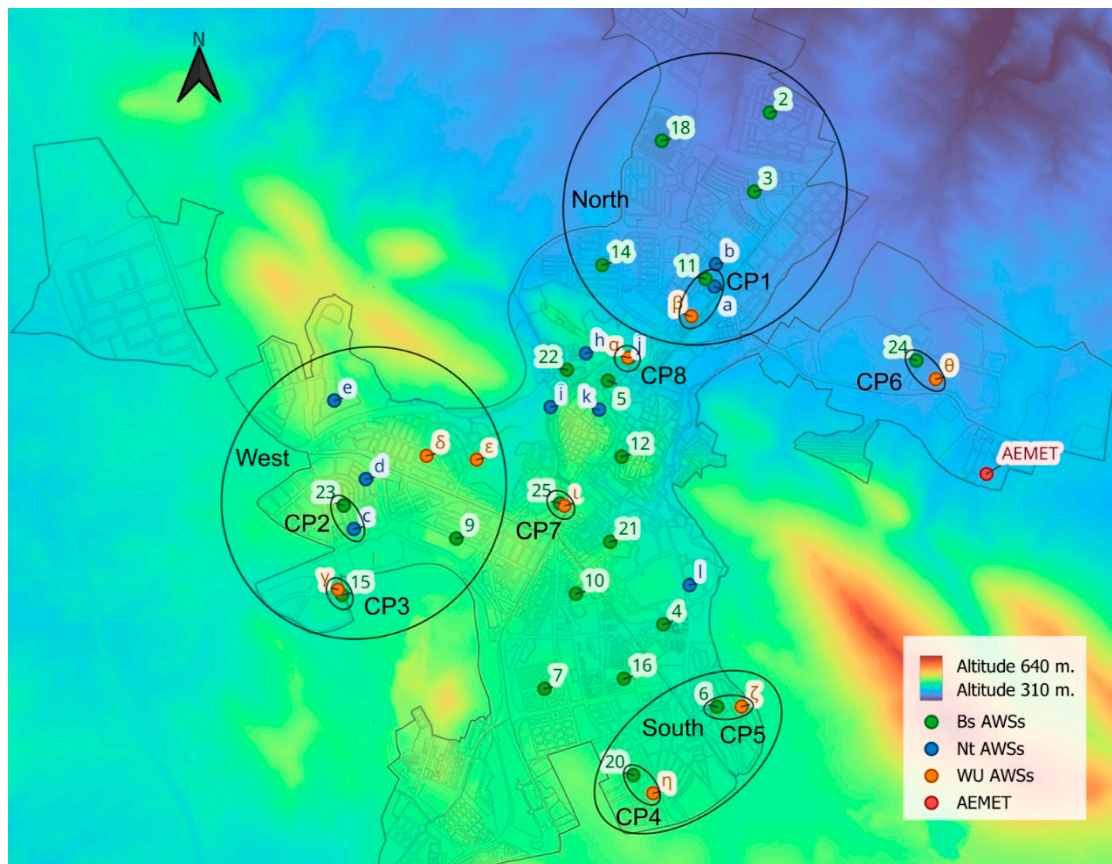 N
2
18
3
North
14
b
11
CP1
a
β
h
α
j
22
CP8
5
24
θ
CP6
e
i
k
West
δ
ε
12
AEMET
d
23
25
ι
CP2
c
CP7
9
21
γ
15
CP3
10
l
4
7
16
6
ζ
South
CP5
20
η
CP4
Altitude 640 m.
Altitude 310 m.
Bs AWSs
Nt AWSs
WU AWSs
AEMET